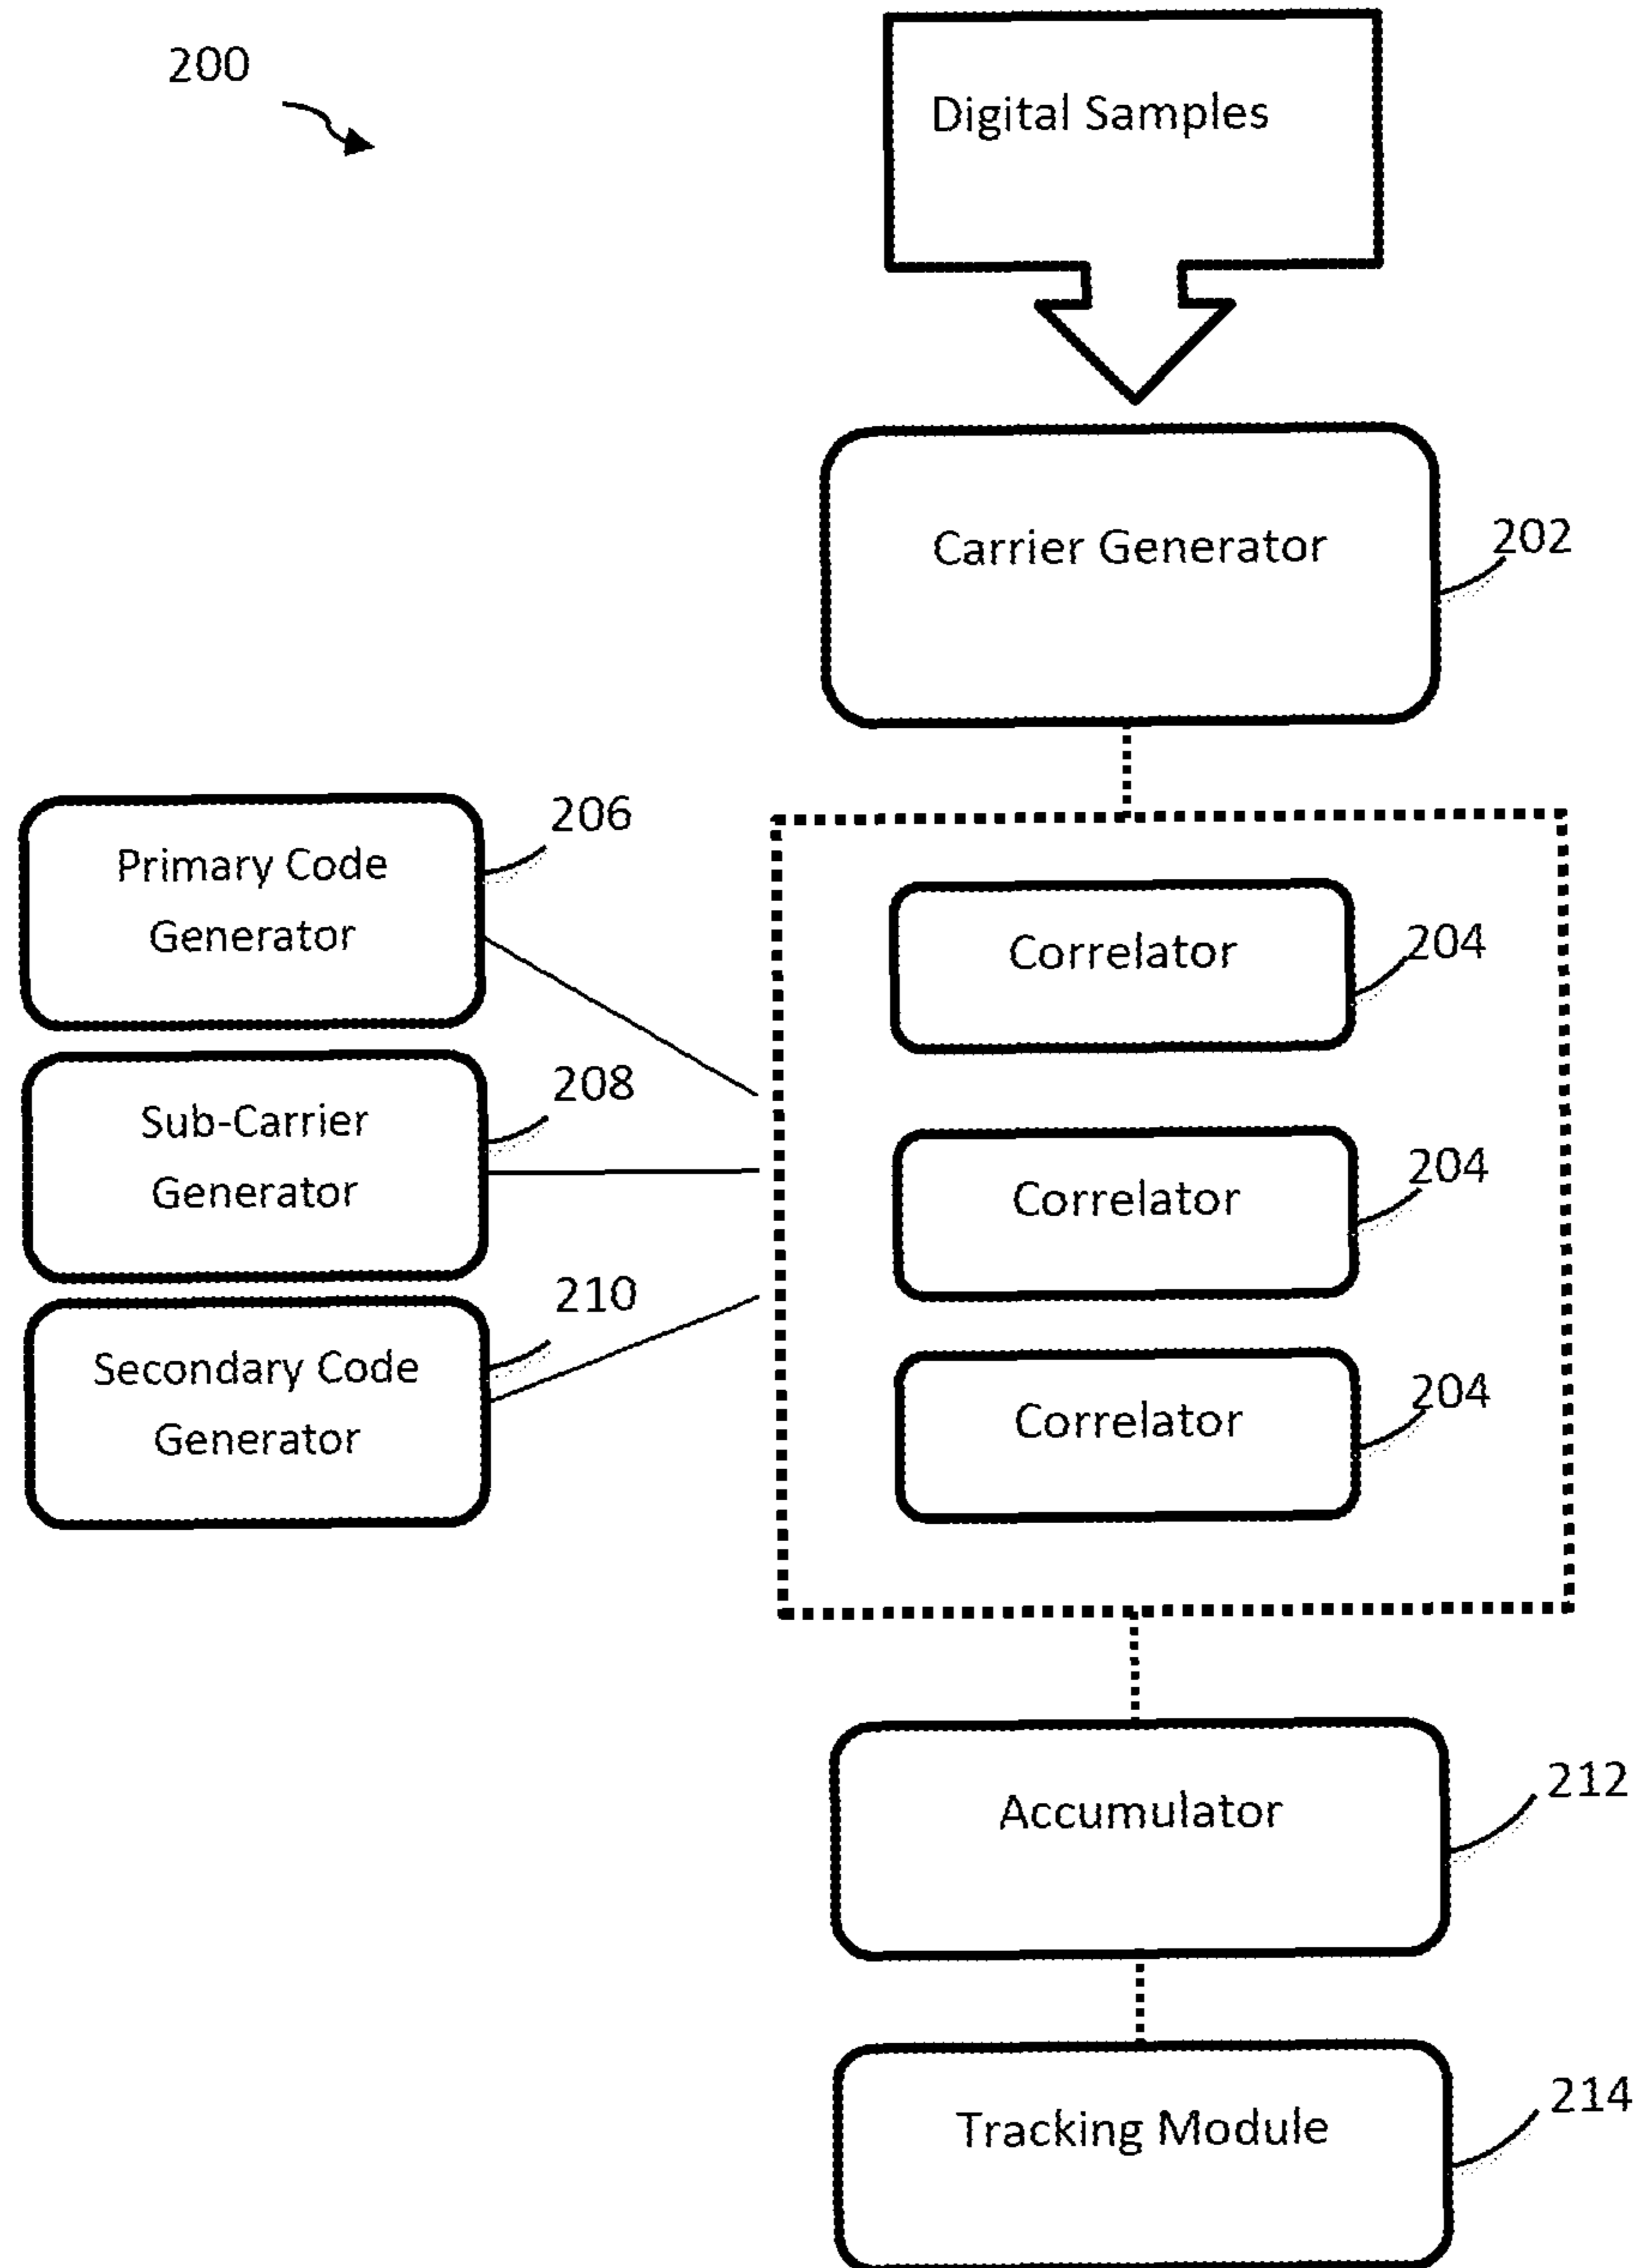 200
Digital Samples
Carrier Generator
202
Primary Code
Generator
206
Sub-Carrier
Generator
208
Secondary Code
Generator
210
Correlator
204
Correlator
204
Correlator
204
Accumulator
212
Tracking Module
214